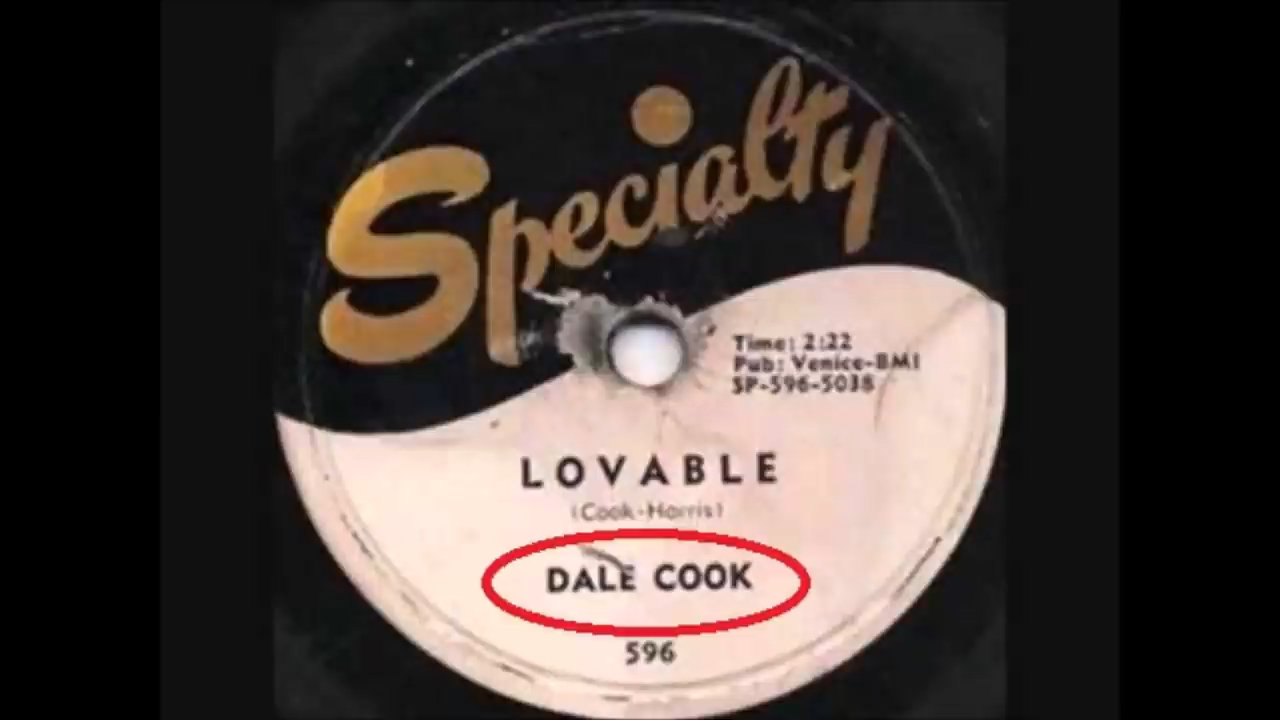 Specialty
Time: 2:22
Pub: Venice-BMI
SP-596-5038
LOVABLE
(Cook-Harris)
DALE COOK
596